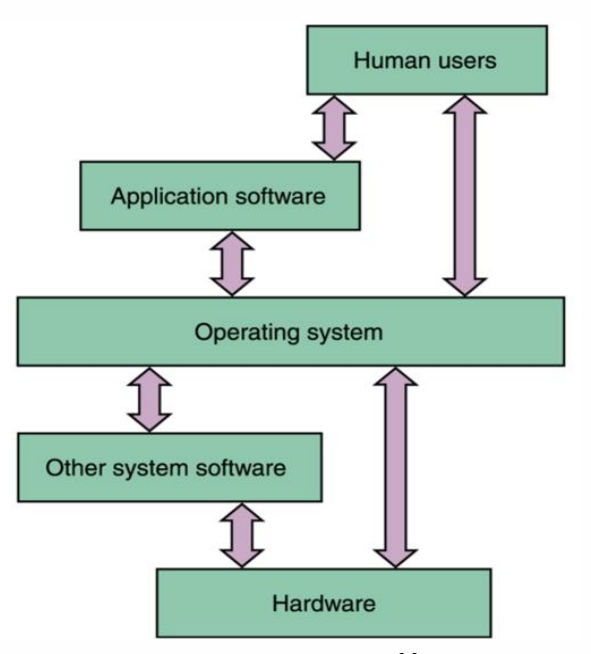 Human users
Application software
Operating system
Other system software
Hardware